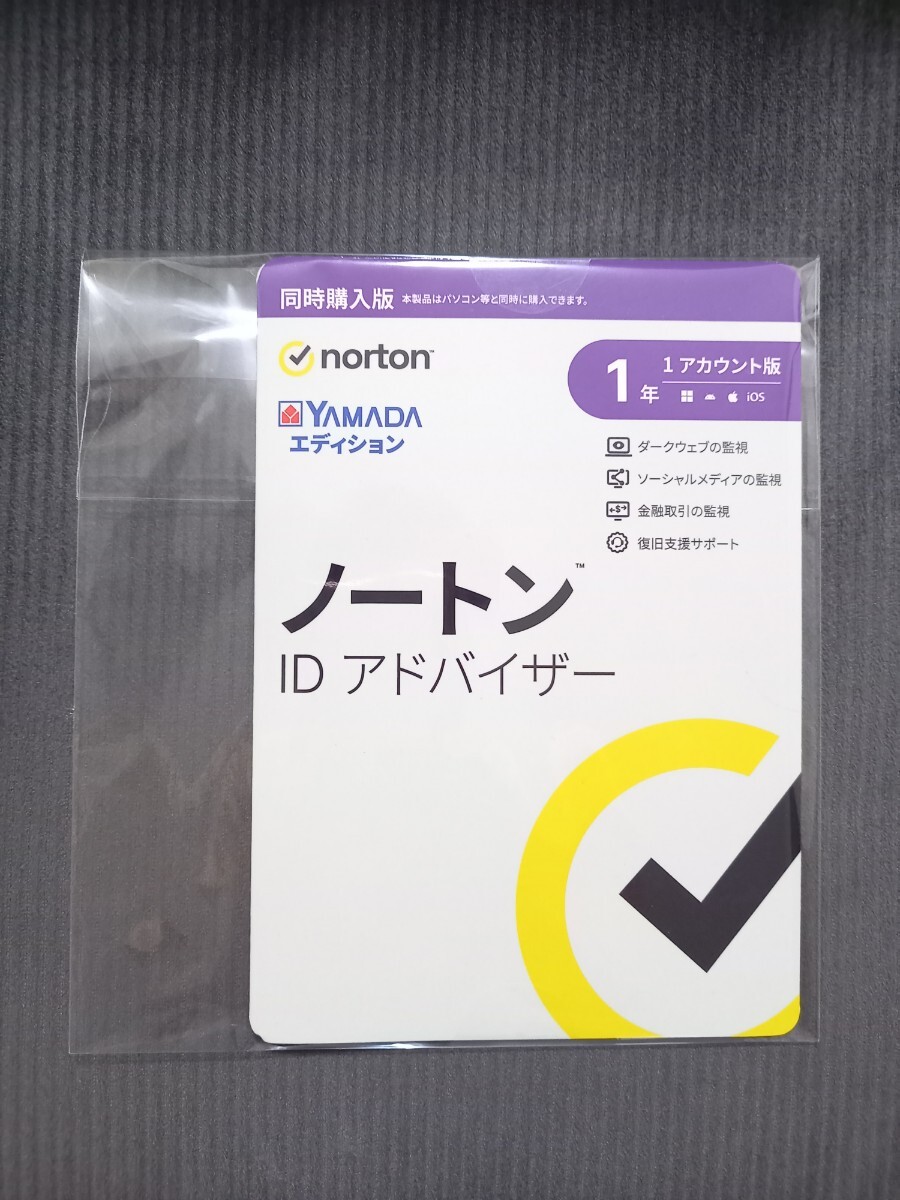 同時購入版 本製品はパソコン等と同時に購入できます。
norton™
YAMADA
エディション
1年
1 アカウント版
iOS
ダークウェブの監視
ソーシャルメディアの監視
金融取引の監視
復旧支援サポート
ノートン™
ID アドバイザー